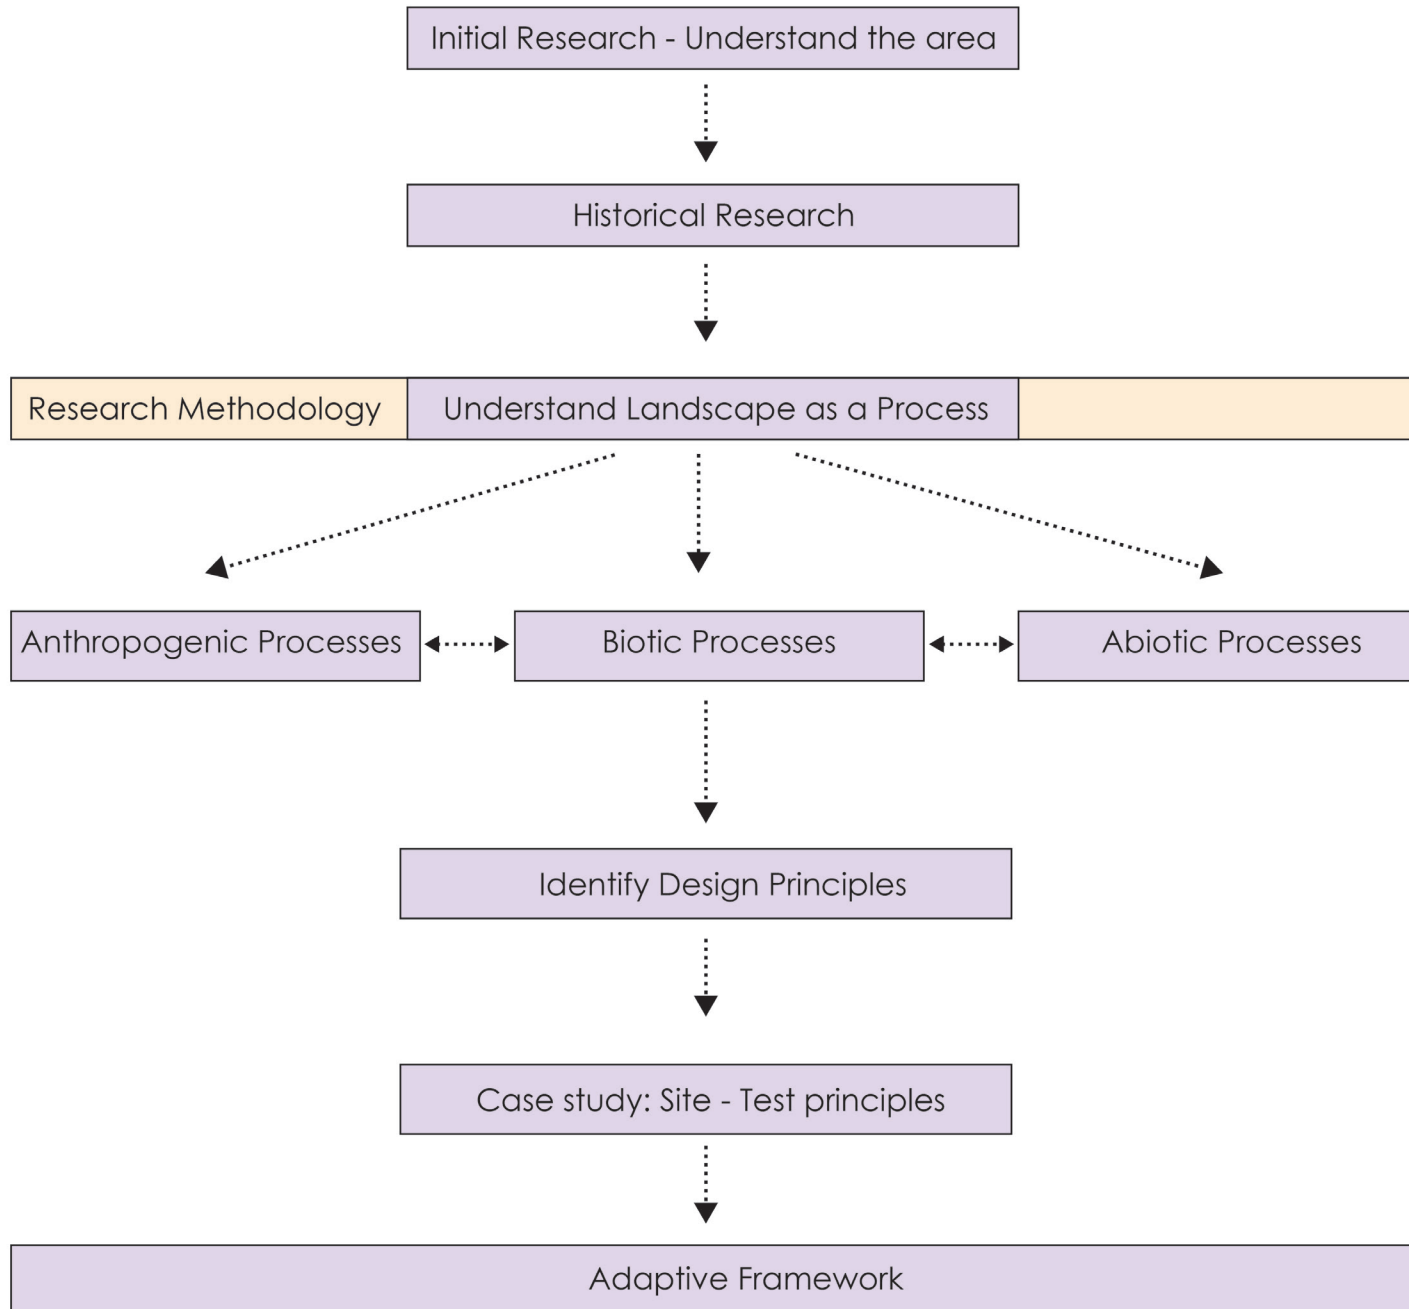 Initial Research - Understand the area
Historical Research
Research Methodology
Understand Landscape as a Process
Anthropogenic Processes
Biotic Processes
Abiotic Processes
Identify Design Principles
Case study: Site - Test principles
Adaptive Framework